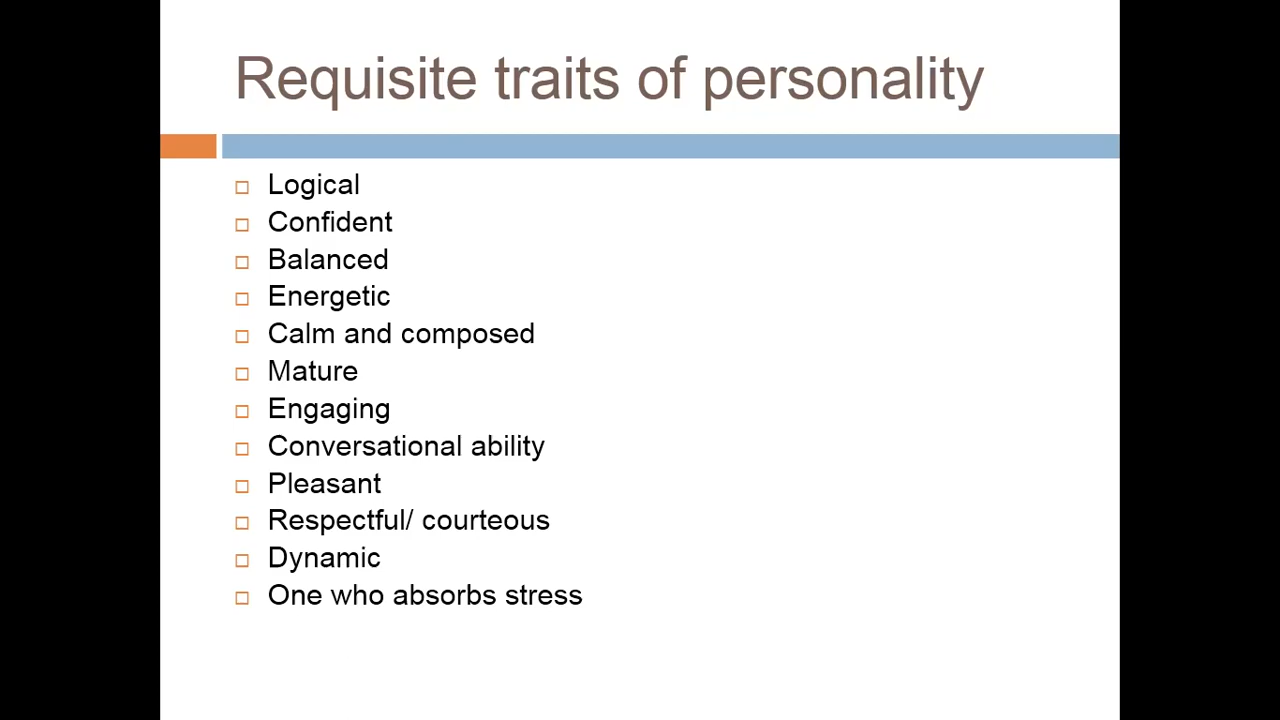 Requisite traits of personality
Logical
Confident
Balanced
Energetic
Calm and composed
Mature
Engaging
Conversational ability
Pleasant
Respectful/ courteous
Dynamic
One who absorbs stress